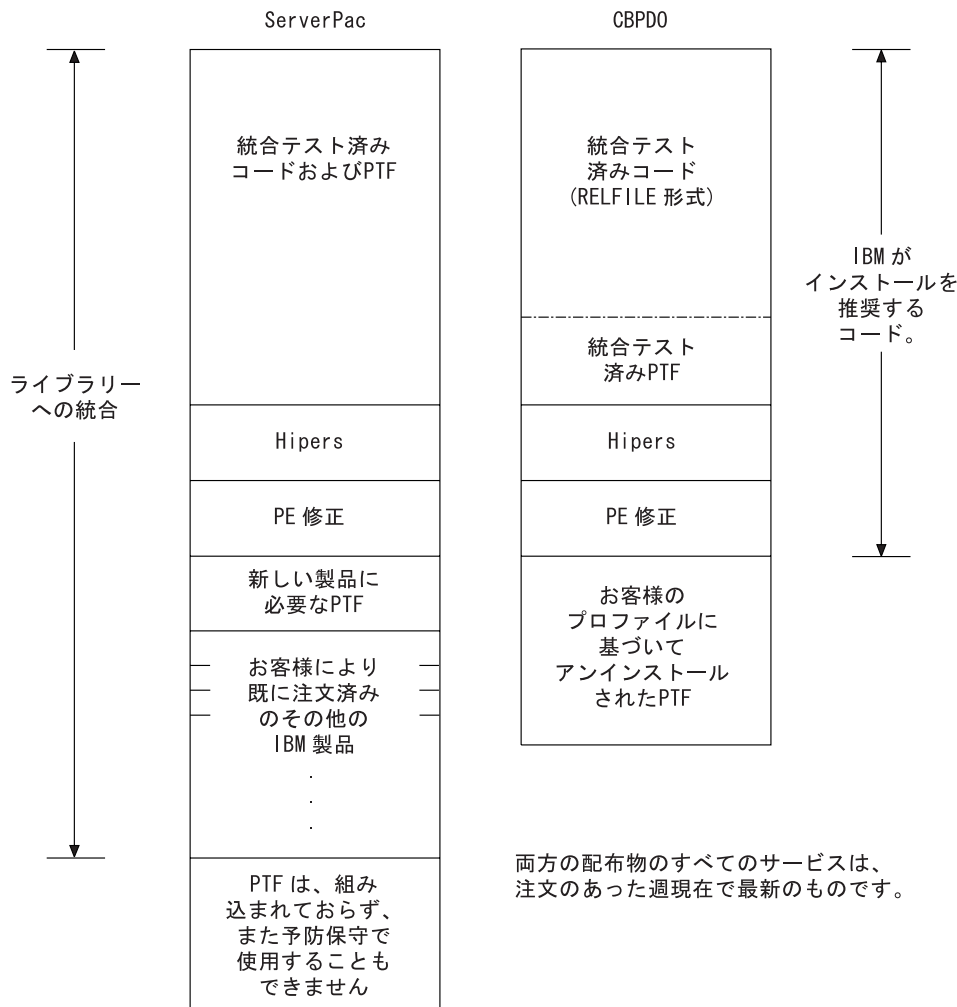 ServerPac
CBPDO
統合テスト済み
コードおよびPTF
統合テスト
済みコード
(RELFILE 形式)
IBM が
インストールを
推奨する
コード。
統合テスト
済みPTF
ライブラリー
への統合
Hipers
Hipers
PE 修正
PE 修正
新しい製品に
必要なPTF
お客様の
プロファイルに
基づいて
アンインストール
されたPTF
お客様により
既に注文済み
のその他の
IBM 製品
.
.
.
両方の配布物のすべてのサービスは、
注文のあった週現在で最新のものです。
PTF は、組み
込まれておらず、
また予防保守で
使用することも
できません